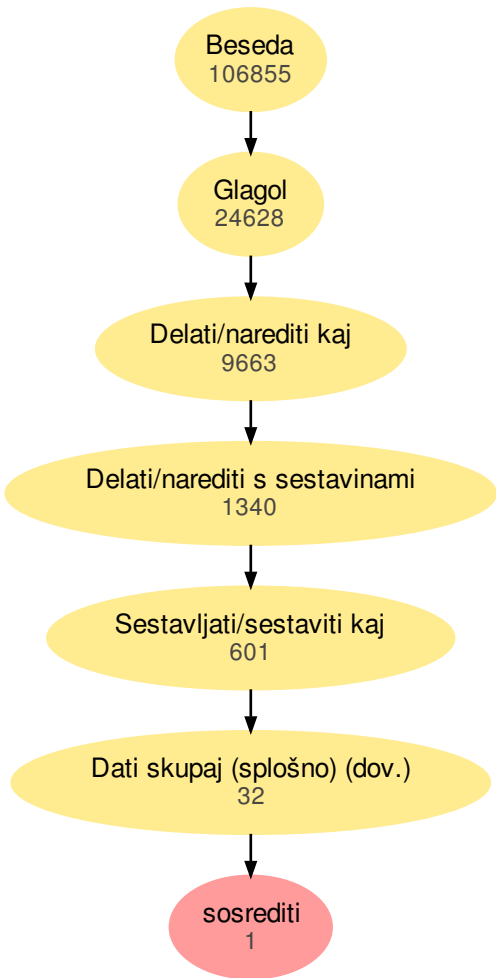 Beseda
106855
Glagol
24628
Delati/narediti kaj
9663
Delati/narediti s sestavinami
1340
Sestavljati/sestaviti kaj
601
Dati skupaj (splošno) (dov.)
32
sosrediti
1